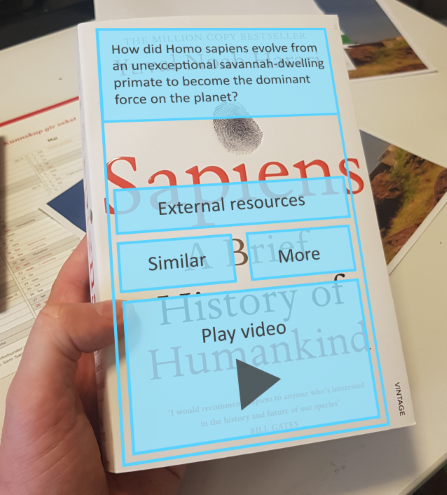 THE MILLION COPY BESTSELLER
How did Homo sapiens evolve from
an unexceptional savannah-dwelling
primate to become the dominant
force on the planet?
Sapiens
External resources
A Brief
Similar
More
History of
Play video
Humankind
'I would recommend
to anyone who's interested
in the history and future of our species'
BILL GATES
VINTAGE